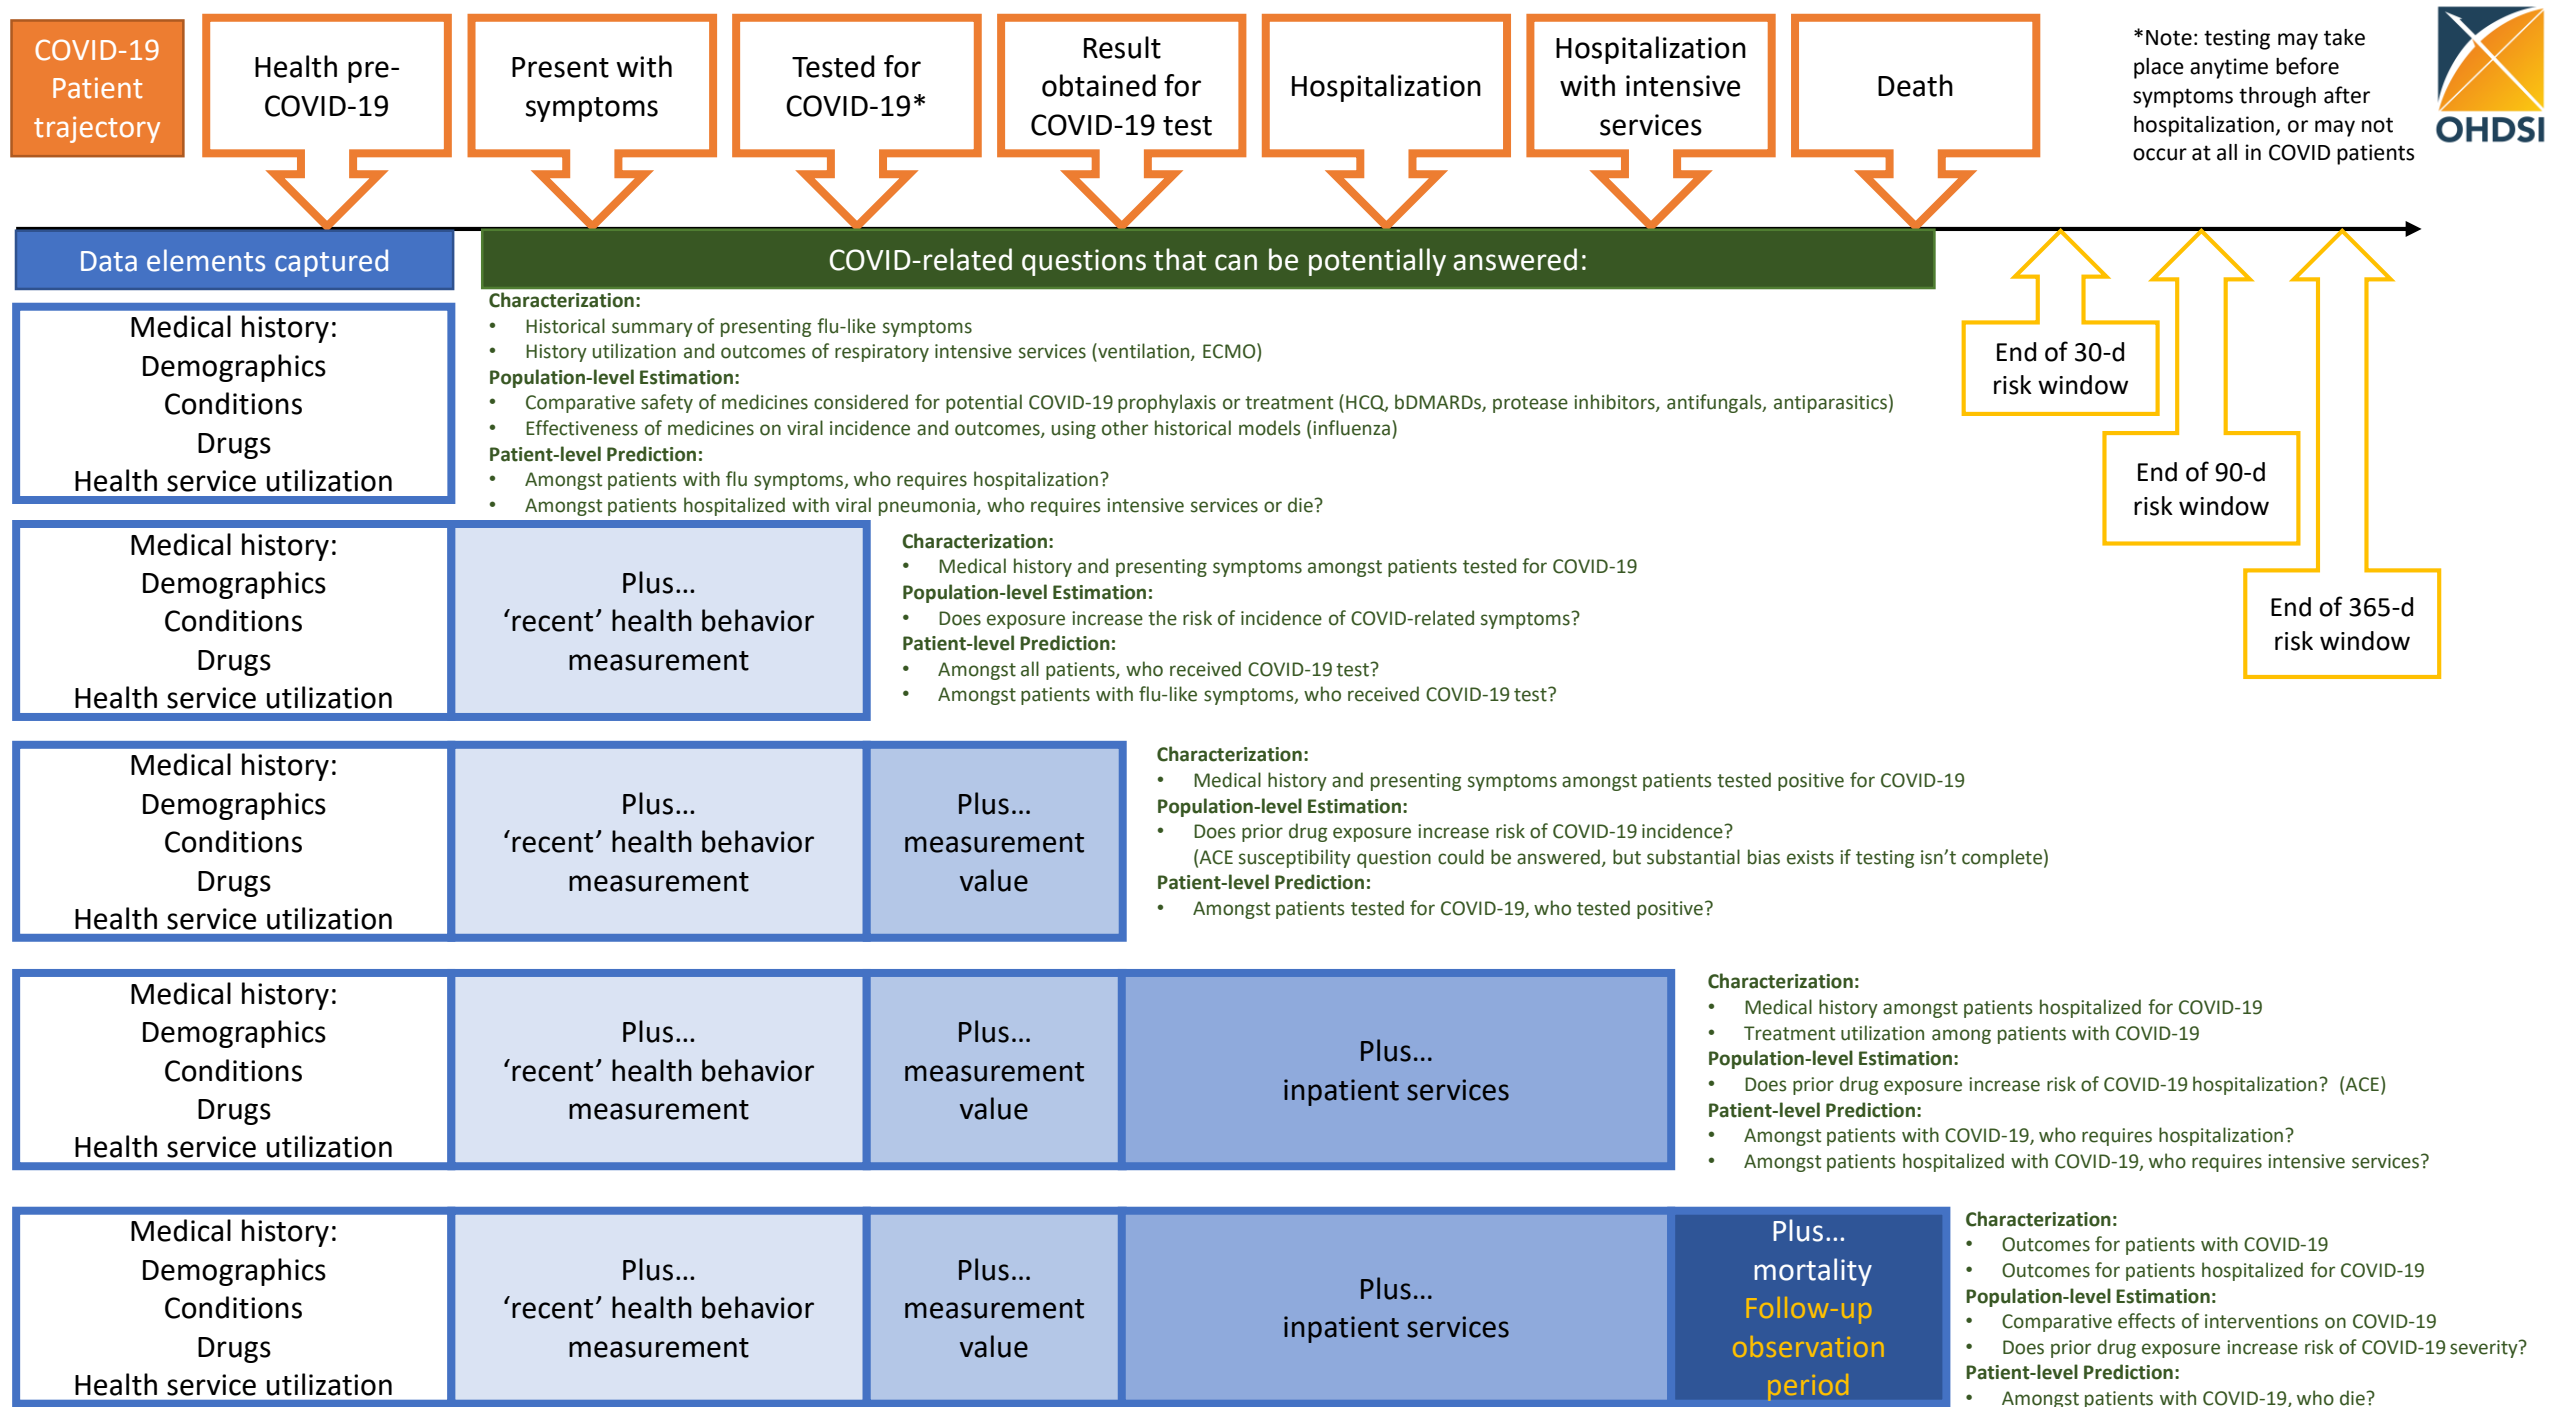 COVID-19
Patient
trajectory
Health pre-
COVID-19
Present with
symptoms
Tested for
COVID-19*
Result
obtained for
COVID-19 test
Hospitalization
Hospitalization
with intensive
services
Death
*Note: testing may take
place anytime before
symptoms through after
hospitalization, or may not
occur at all in COVID patients
OHDSI
Data elements captured
COVID-related questions that can be potentially answered:
End of 30-d
risk window
End of 90-d
risk window
End of 365-d
risk window
Medical history:
Demographics
Conditions
Drugs
Health service utilization
Characterization:
• Historical summary of presenting flu-like symptoms
• History utilization and outcomes of respiratory intensive services (ventilation, ECMO)
Population-level Estimation:
• Comparative safety of medicines considered for potential COVID-19 prophylaxis or treatment (HCQ, bDMARDs, protease inhibitors, antifungals, antiparasitics)
• Effectiveness of medicines on viral incidence and outcomes, using other historical models (influenza)
Patient-level Prediction:
• Amongst patients with flu symptoms, who requires hospitalization?
• Amongst patients hospitalized with viral pneumonia, who requires intensive services or die?
Medical history:
Demographics
Conditions
Drugs
Health service utilization
Plus…
‘recent’ health behavior
measurement
Characterization:
• Medical history and presenting symptoms amongst patients tested for COVID-19
Population-level Estimation:
• Does exposure increase the risk of incidence of COVID-related symptoms?
Patient-level Prediction:
• Amongst all patients, who received COVID-19 test?
• Amongst patients with flu-like symptoms, who received COVID-19 test?
Medical history:
Demographics
Conditions
Drugs
Health service utilization
Plus…
‘recent’ health behavior
measurement
Plus…
measurement
value
Characterization:
• Medical history and presenting symptoms amongst patients tested positive for COVID-19
Population-level Estimation:
• Does prior drug exposure increase risk of COVID-19 incidence?
(ACE susceptibility question could be answered, but substantial bias exists if testing isn’t complete)
Patient-level Prediction:
• Amongst patients tested for COVID-19, who tested positive?
Medical history:
Demographics
Conditions
Drugs
Health service utilization
Plus…
‘recent’ health behavior
measurement
Plus…
measurement
value
Plus…
inpatient services
Characterization:
• Medical history amongst patients hospitalized for COVID-19
• Treatment utilization among patients with COVID-19
Population-level Estimation:
• Does prior drug exposure increase risk of COVID-19 hospitalization? (ACE)
Patient-level Prediction:
• Amongst patients with COVID-19, who requires hospitalization?
• Amongst patients hospitalized with COVID-19, who requires intensive services?
Medical history:
Demographics
Conditions
Drugs
Health service utilization
Plus…
‘recent’ health behavior
measurement
Plus…
measurement
value
Plus…
inpatient services
Plus…
mortality
Follow-up
observation
period
Characterization:
• Outcomes for patients with COVID-19
• Outcomes for patients hospitalized for COVID-19
Population-level Estimation:
• Comparative effects of interventions on COVID-19
• Does prior drug exposure increase risk of COVID-19 severity?
Patient-level Prediction:
• Amongst patients with COVID-19, who die?